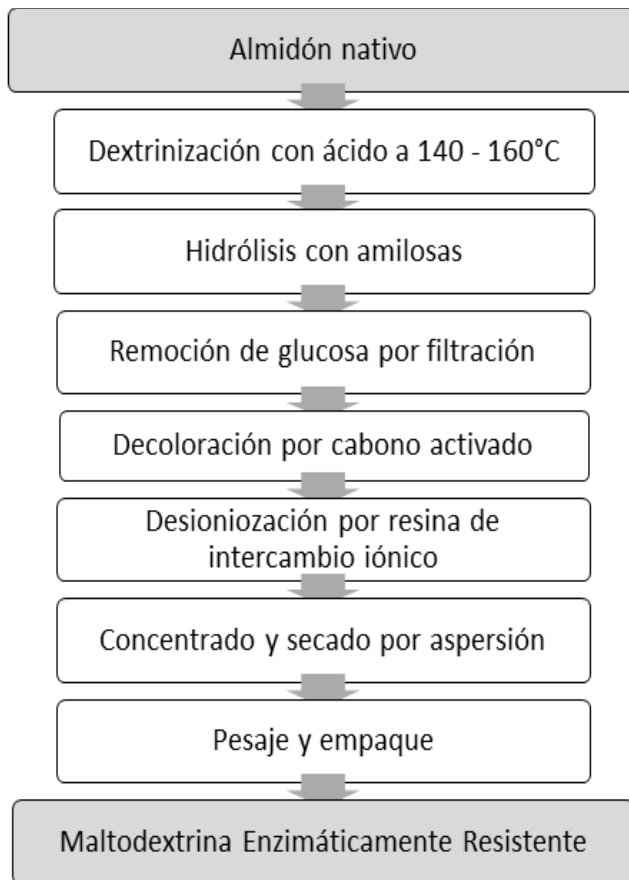 Almidón nativo
Dextrinización con ácido a 140 - 160°C
Hidrólisis con amilosas
Remoción de glucosa por filtración
Decoloración por cabono activado
Desioniozación por resina de
intercambio iónico
Concentrado y secado por aspersión
Pesaje y empaque
Maltodextrina Enzimáticamente Resistente